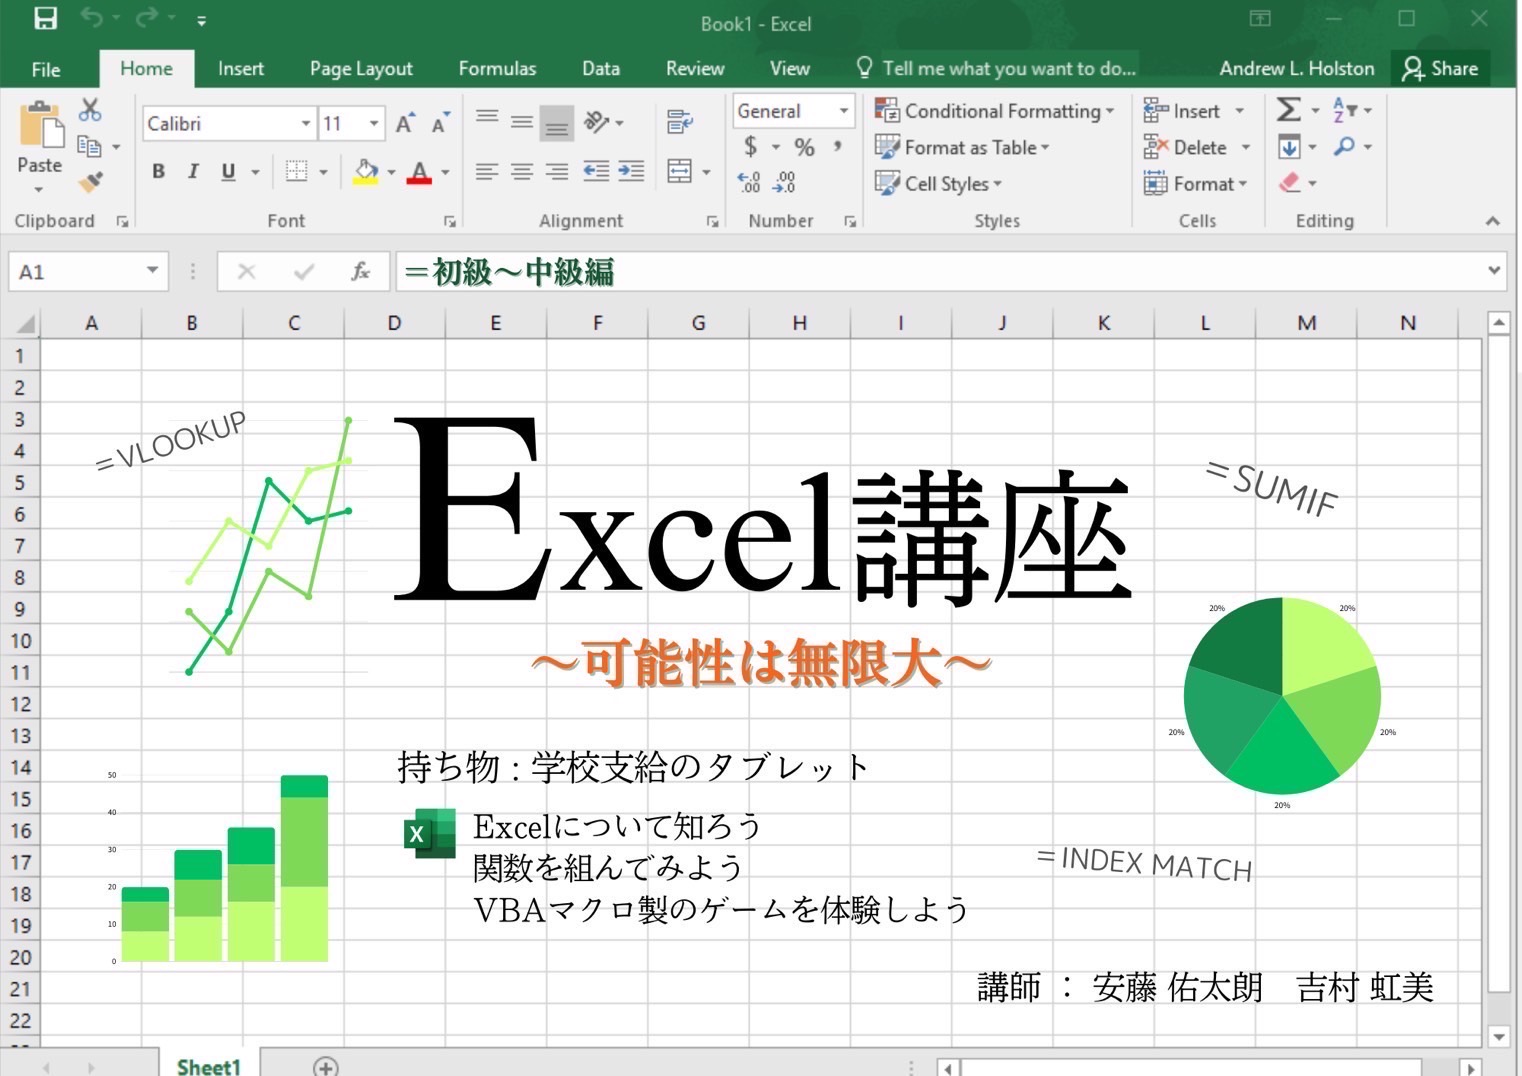 Book1 - Excel
File Home Insert Page Layout Formulas Data Review View Tell me what you want to do... Andrew L. Holston Share
Paste
Calibri 11
General
Conditional Formatting
Format as Table
Cell Styles
Insert
Delete
Format
B I U A
$ % ,
Clipboard Font Alignment Number Styles Cells Editing
A1 fx =初級〜中級編
A B C D E F G H I J K L M N
1
2
3
4
5
6
7
8
9
10
11
12
13
14
15
16
17
18
19
20
21
22
=VLOOKUP
Excel講座
=SUMIF
〜可能性は無限大〜
20% 20%
20% 20%
20%
持ち物:学校支給のタブレット
50
40
30
20
10
0
X
Excelについて知ろう
関数を組んでみよう
VBAマクロ製のゲームを体験しよう
=INDEX MATCH
講師 : 安藤 佑太朗 吉村 虹美
Sheet1